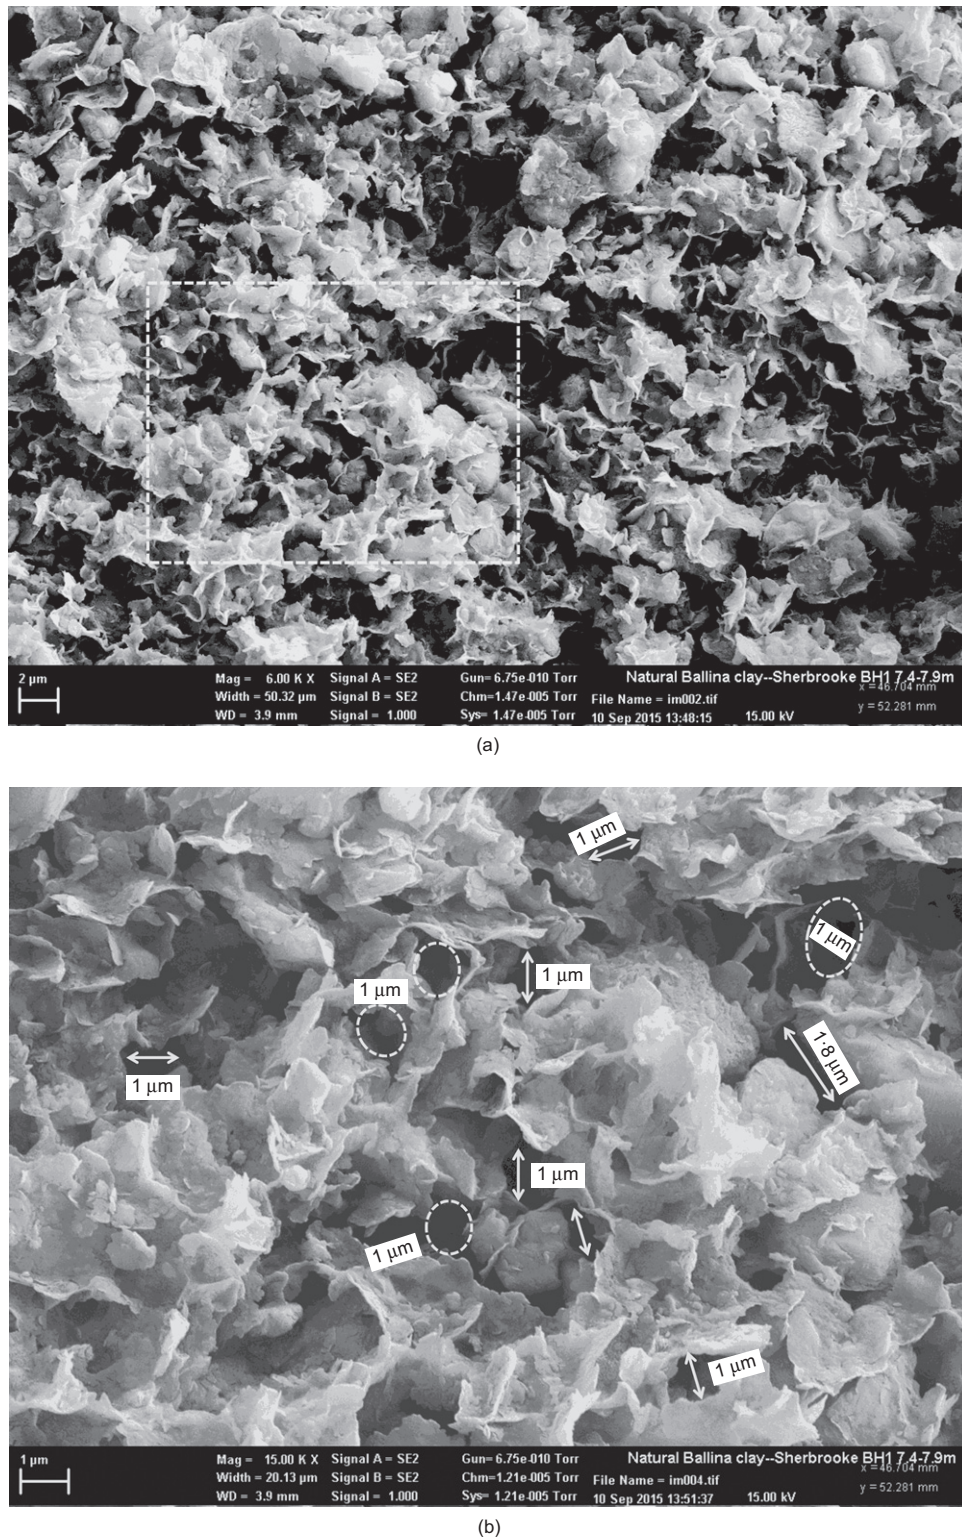 2 μm
Mag = 6.00 K X Signal A = SE2 Gun= 6.75e-010 Torr Natural Ballina clay--Sherbrooke BH1 7.4-7.9m
x = 46.704 mm
Width = 50.32 μm Signal B = SE2 Chm=1.47e-005 Torr File Name = im002.tif
y = 52.281 mm
WD = 3.9 mm Signal = 1.000 Sys= 1.47e-005 Torr 10 Sep 2015 13:48:15 15.00 kV
(a)
1 μm
1 μm
1 μm
1 μm
1·8 μm
1 μm
1 μm
1 μm
1 μm
1 μm
Mag = 15.00 K X Signal A = SE2 Gun= 6.75e-010 Torr Natural Ballina clay--Sherbrooke BH1 7.4-7.9m
x = 46.704 mm
Width = 20.13 μm Signal B = SE2 Chm=1.21e-005 Torr File Name = im004.tif
y = 52.281 mm
WD = 3.9 mm Signal = 1.000 Sys= 1.21e-005 Torr 10 Sep 2015 13:51:37 15.00 kV
(b)